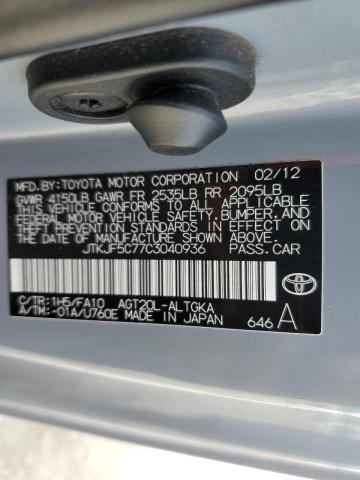 MFD.BY:TOYOTA MOTOR CORPORATION 02/12
GVWR 4150LB GAWR FR 2535LB RR 2095LB
THIS VEHICLE CONFORMS TO ALL APPLICABLE
FEDERAL MOTOR VEHICLE SAFETY, BUMPER, AND
THEFT PREVENTION STANDARDS IN EFFECT ON
THE DATE OF MANUFACTURE SHOWN ABOVE.
JTKJF5C77C3040936 PASS.CAR
C/TR:1H5/FA10 AGT20L-ALTGKA
A/TM:-01A/U760E MADE IN JAPAN 646 A